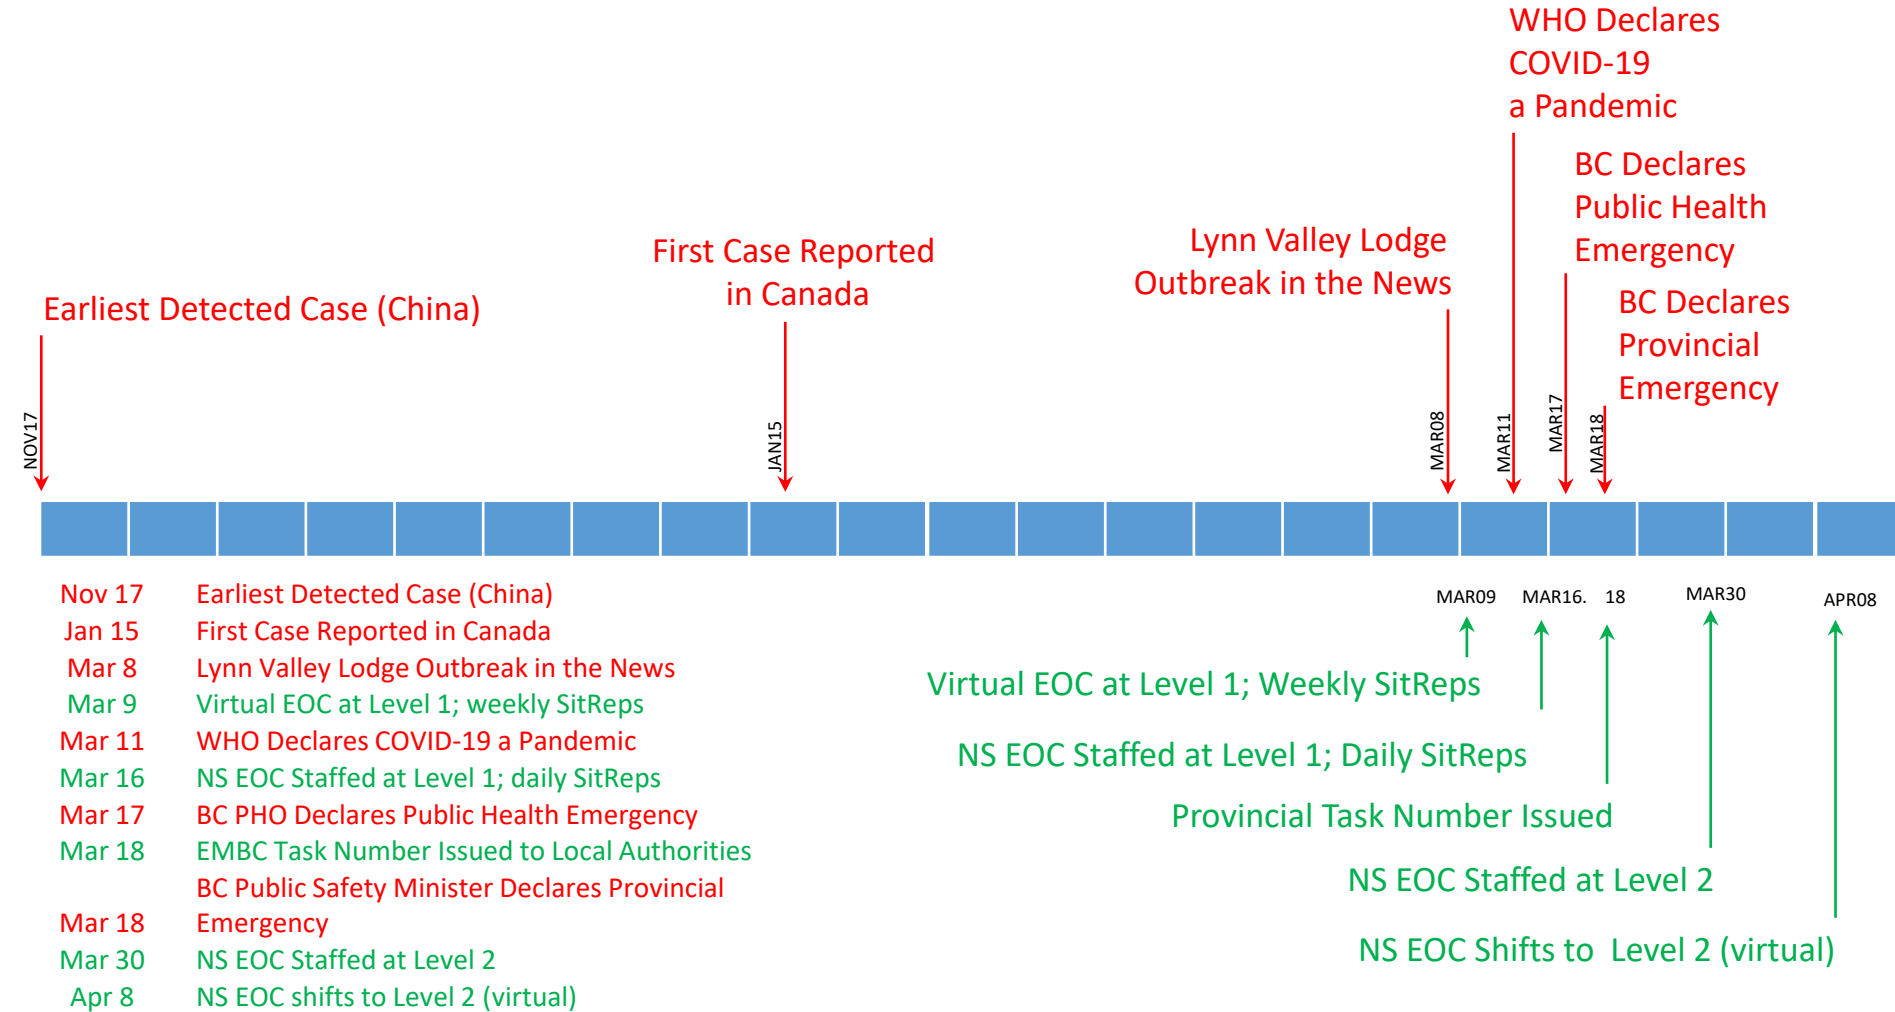 WHO Declares
COVID-19
a Pandemic
BC Declares
Public Health
Emergency
Lynn Valley Lodge
Outbreak in the News
First Case Reported
in Canada
BC Declares
Provincial
Emergency
Earliest Detected Case (China)
NOV17
JAN15
MAR08
MAR11
MAR17
MAR18
Nov 17 Earliest Detected Case (China)
Jan 15 First Case Reported in Canada
Mar 8 Lynn Valley Lodge Outbreak in the News
Mar 9 Virtual EOC at Level 1; weekly SitReps
Mar 11 WHO Declares COVID-19 a Pandemic
Mar 16 NS EOC Staffed at Level 1; daily SitReps
Mar 17 BC PHO Declares Public Health Emergency
Mar 18 EMBC Task Number Issued to Local Authorities
BC Public Safety Minister Declares Provincial
Mar 18 Emergency
Mar 30 NS EOC Staffed at Level 2
Apr 8 NS EOC shifts to Level 2 (virtual)
MAR09 MAR16. 18 MAR30 APR08
Virtual EOC at Level 1; Weekly SitReps
NS EOC Staffed at Level 1; Daily SitReps
Provincial Task Number Issued
NS EOC Staffed at Level 2
NS EOC Shifts to Level 2 (virtual)